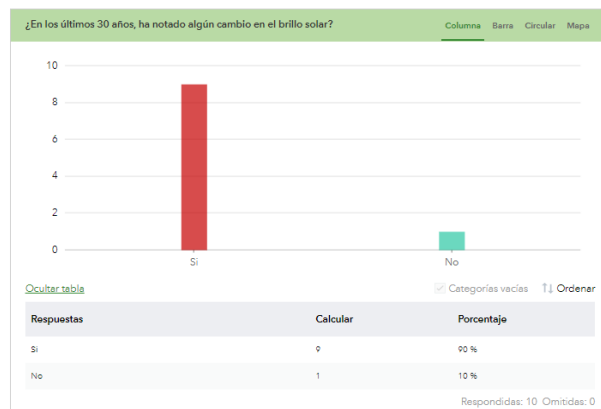 ¿En los últimos 30 años, ha notado algún cambio en el brillo solar?
Columna Barra Circular Mapa
10
8
6
4
2
0
Si No
Ocultar tabla Categorías vacías Ordenar
Respuestas Calcular Porcentaje
Si 9 90 %
No 1 10 %
Respondidas: 10 Omitidas: 0